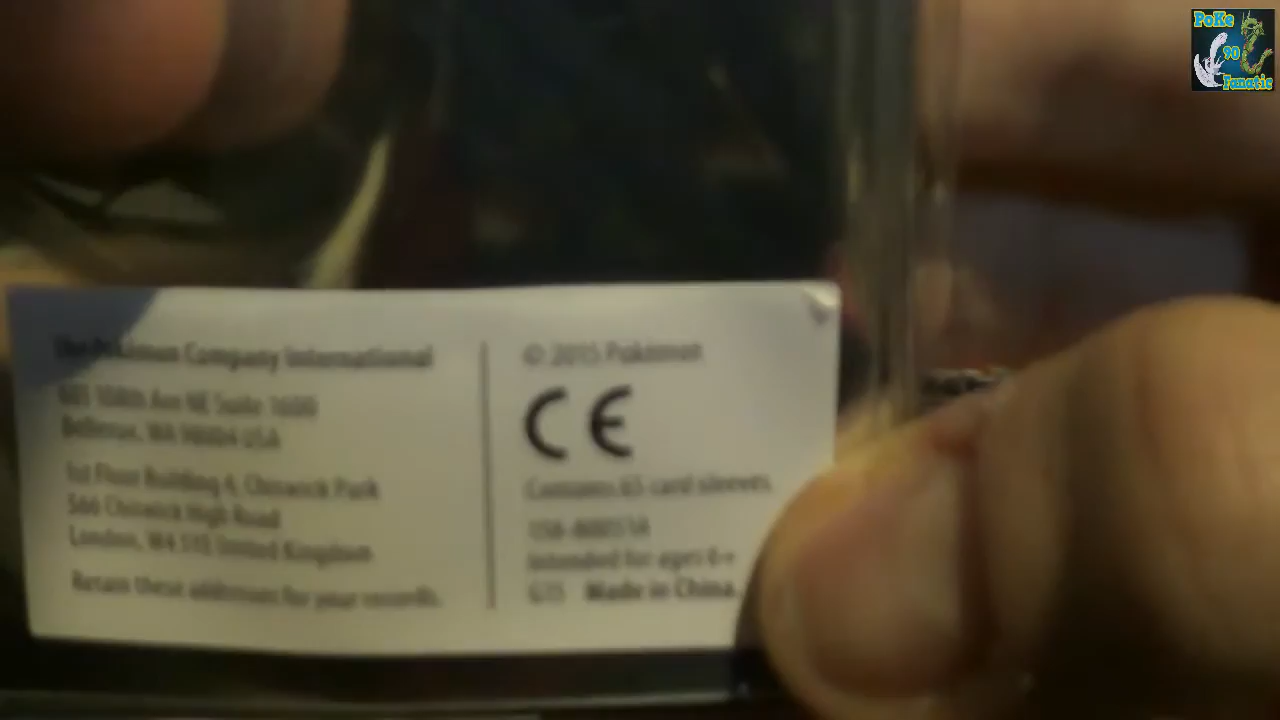 The Pokémon Company International
601 108th Ave NE Suite 1600
Bellevue, WA 98004 USA
1st Floor Building 4, Chiswick Park
566 Chiswick High Road
London, W4 5YE United Kingdom
Retain these addresses for your records.
© 2015 Pokémon
CE
Contains 65 card sleeves
Intended for ages 6+
Made in China.
PoKe
90
Fanatic